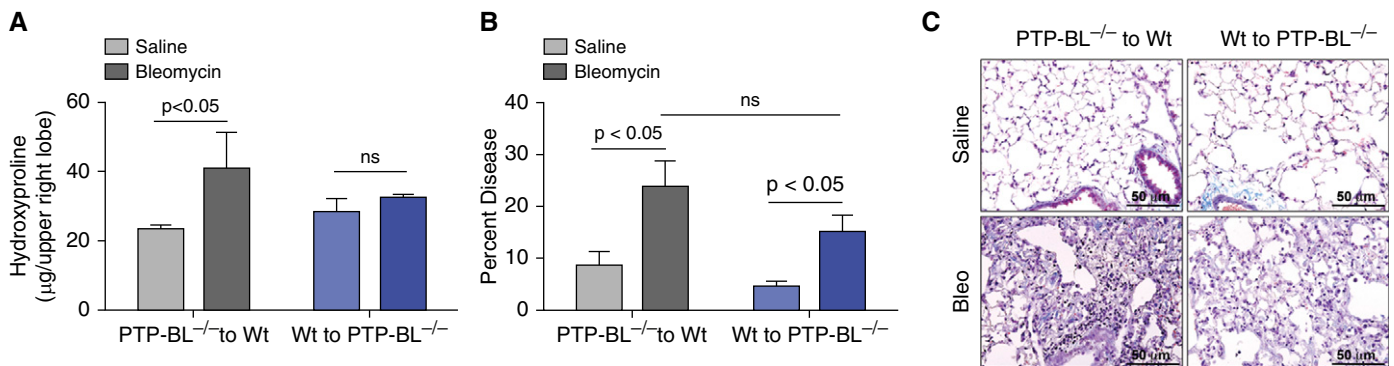 A
Saline
Bleomycin
Hydroxyproline
(µg/upper right lobe)
60
40
20
0
p<0.05
ns
PTP-BL−/− to Wt
Wt to PTP-BL−/−
B
Saline
Bleomycin
Percent Disease
40
30
20
10
0
p < 0.05
ns
p < 0.05
PTP-BL−/− to Wt
Wt to PTP-BL−/−
C
PTP-BL−/− to Wt
Wt to PTP-BL−/−
Saline
50 µm
50 µm
Bleo
50 µm
50 µm